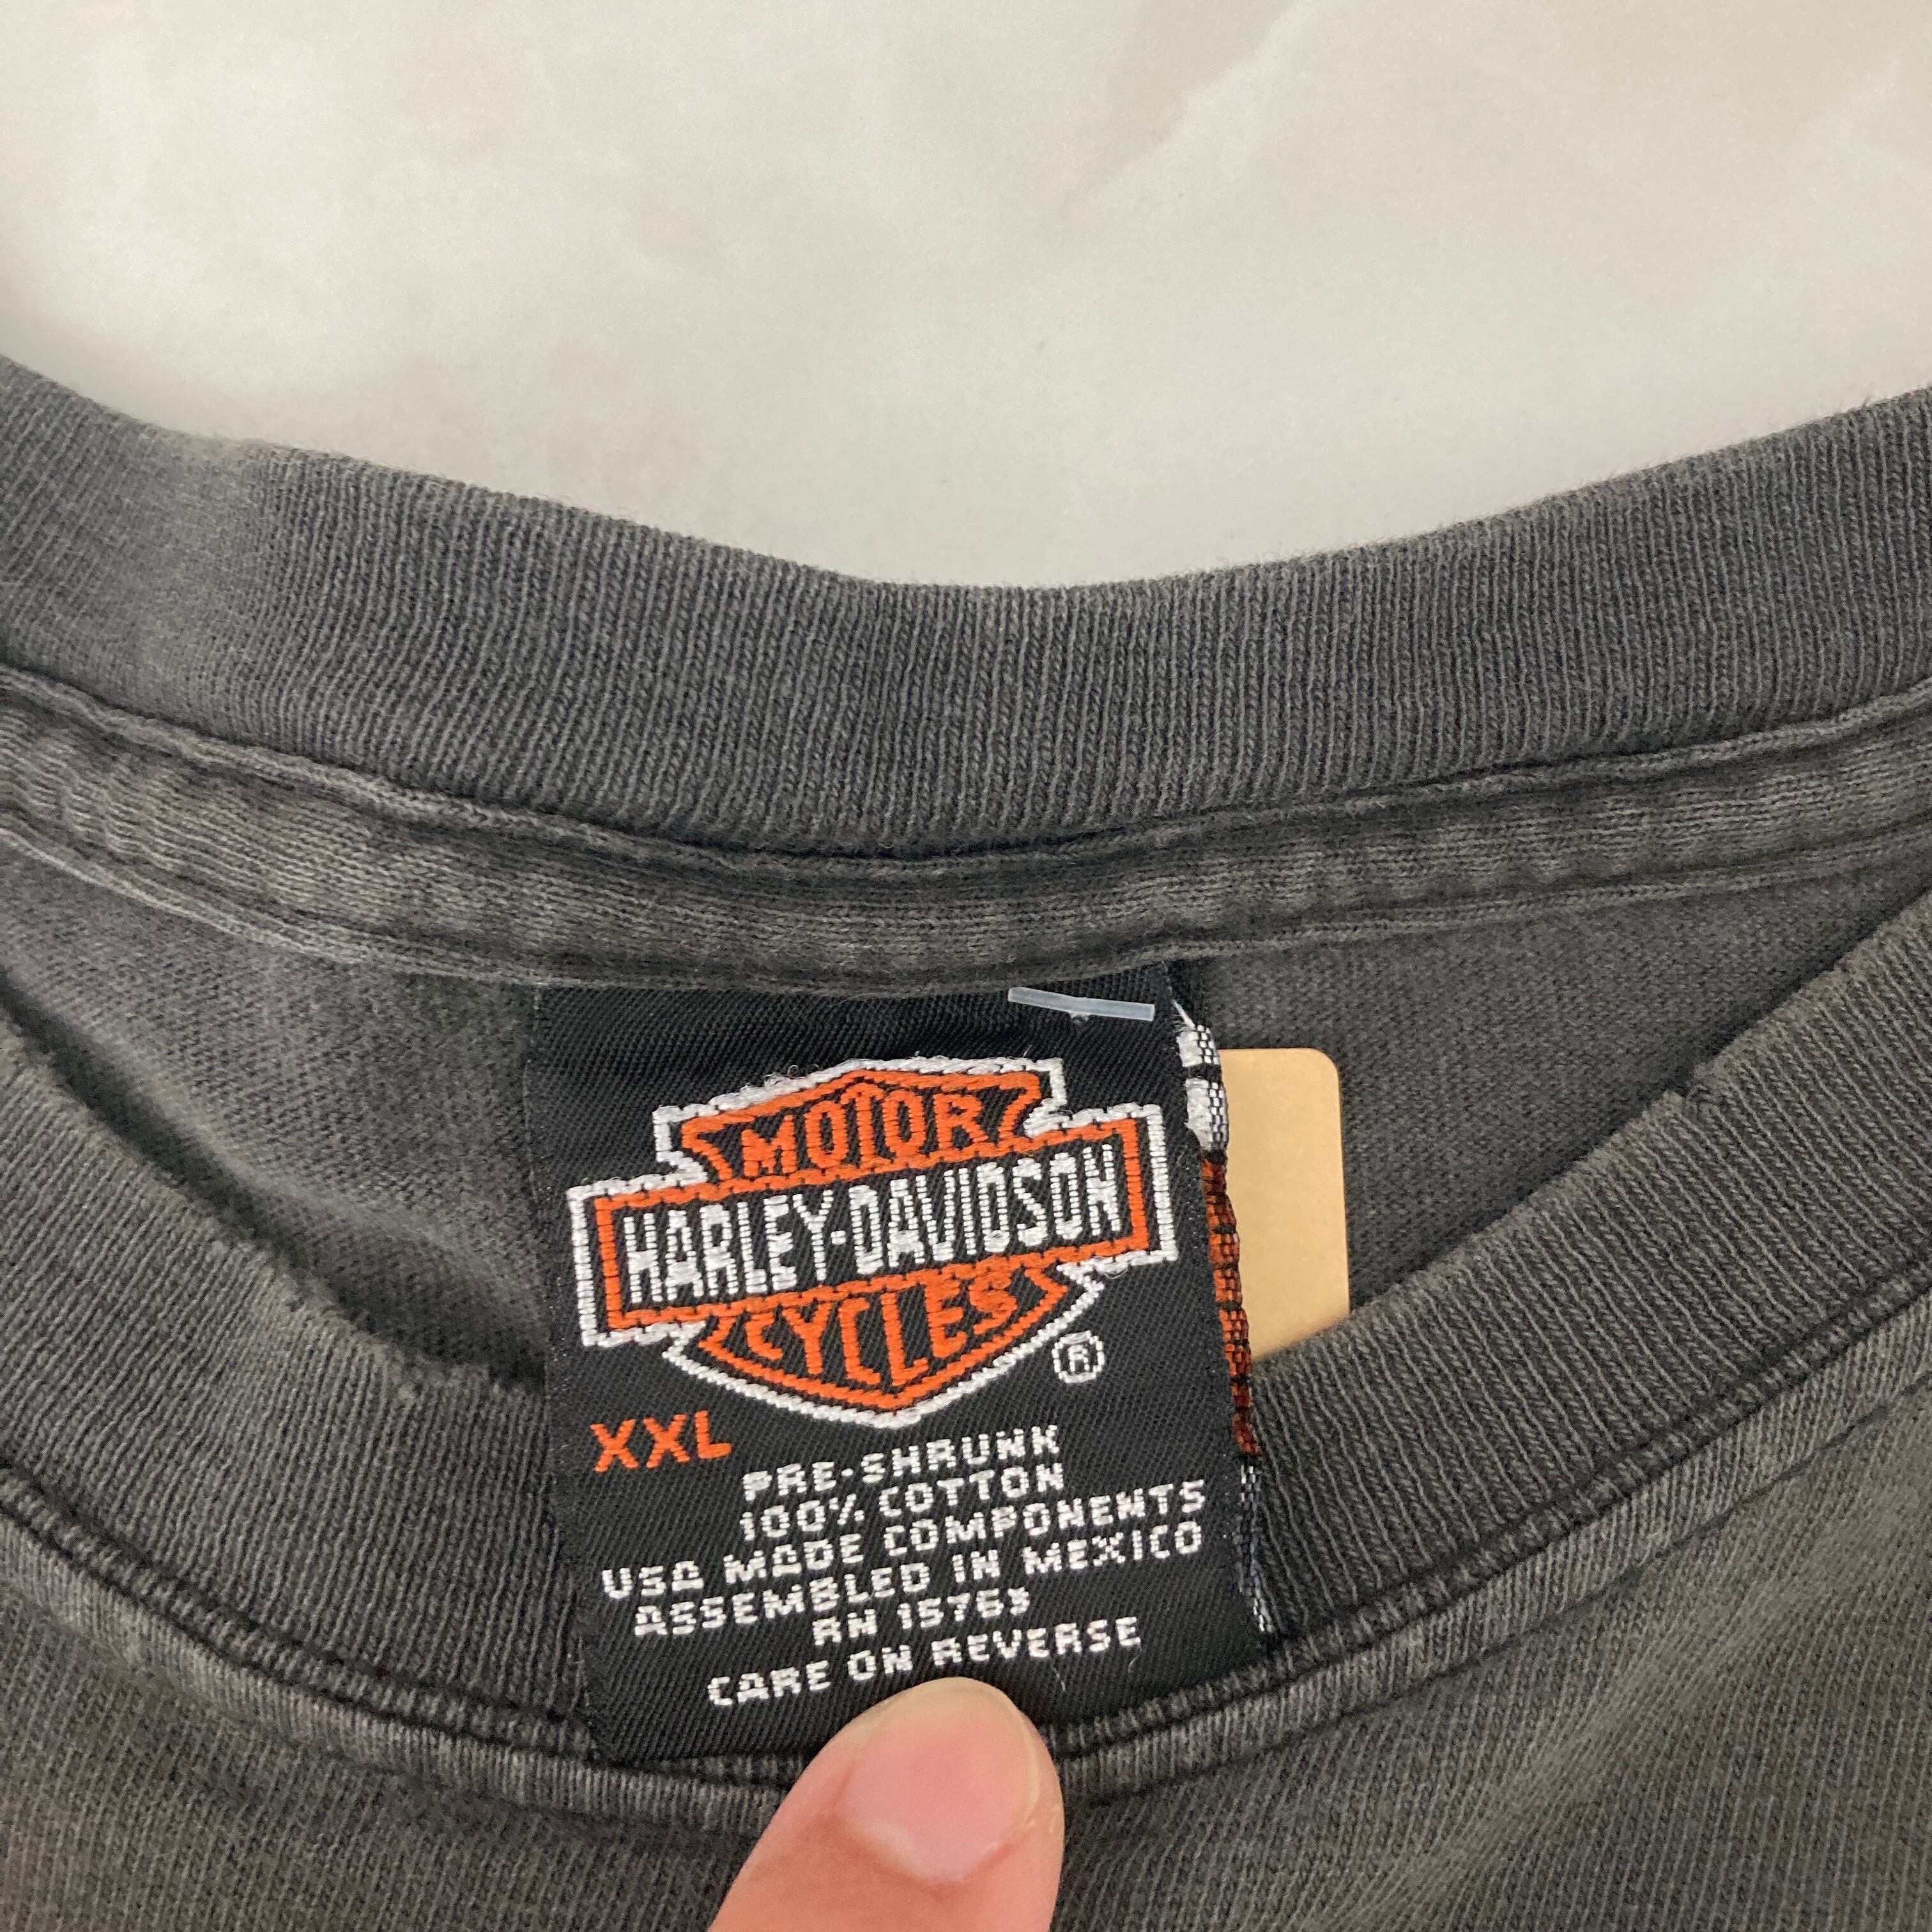 MOTOR
HARLEY-DAVIDSON
CYCLES
®
XXL
PRE-SHRUNK
100% COTTON
USA MADE COMPONENTS
ASSEMBLED IN MEXICO
RN 15763
CARE ON REVERSE